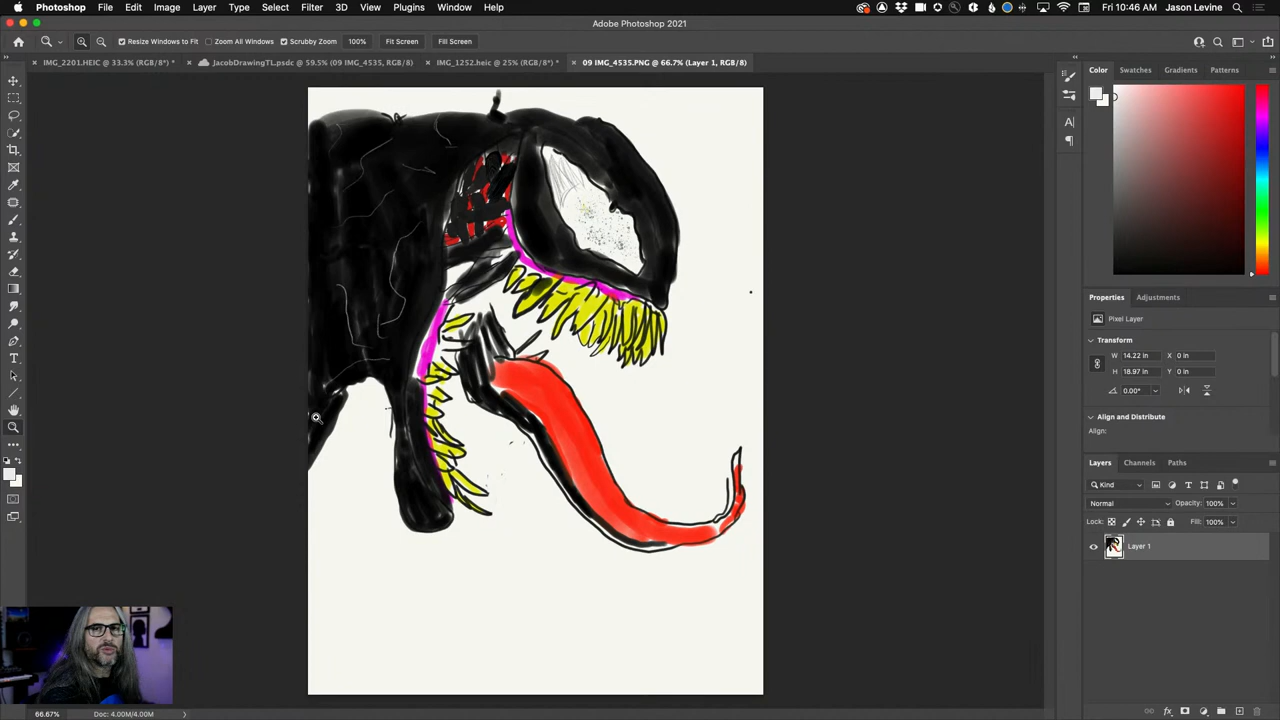 Photoshop File Edit Image Layer Type Select Filter 3D View Plugins Window Help Fri 10:46 AM Jason Levine
Adobe Photoshop 2021
Resize Windows to Fit Zoom All Windows Scrubby Zoom 100% Fit Screen Fill Screen
× IMG_2201.HEIC @ 33.3% (RGB/8*) * × JacobDrawingTL.psdc @ 59.5% (09 IMG_4535, RGB/8) × IMG_1252.heic @ 25% (RGB/8*) * × 09 IMG_4535.PNG @ 66.7% (Layer 1, RGB/8)
Color Swatches Gradients Patterns
Properties Adjustments
Pixel Layer
Transform
W 14.22 in X 0 in
H 18.97 in Y 0 in
0.00°
Align and Distribute
Align:
Layers Channels Paths
Kind
Normal Opacity: 100%
Lock: Fill: 100%
Layer 1
66.67% Doc: 4.00M/4.00M